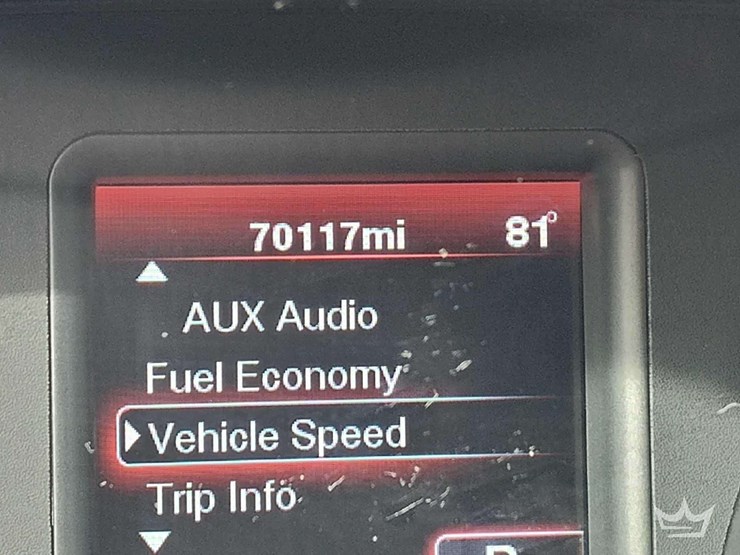 70117mi 81°
AUX Audio
Fuel Economy
Vehicle Speed
Trip Info